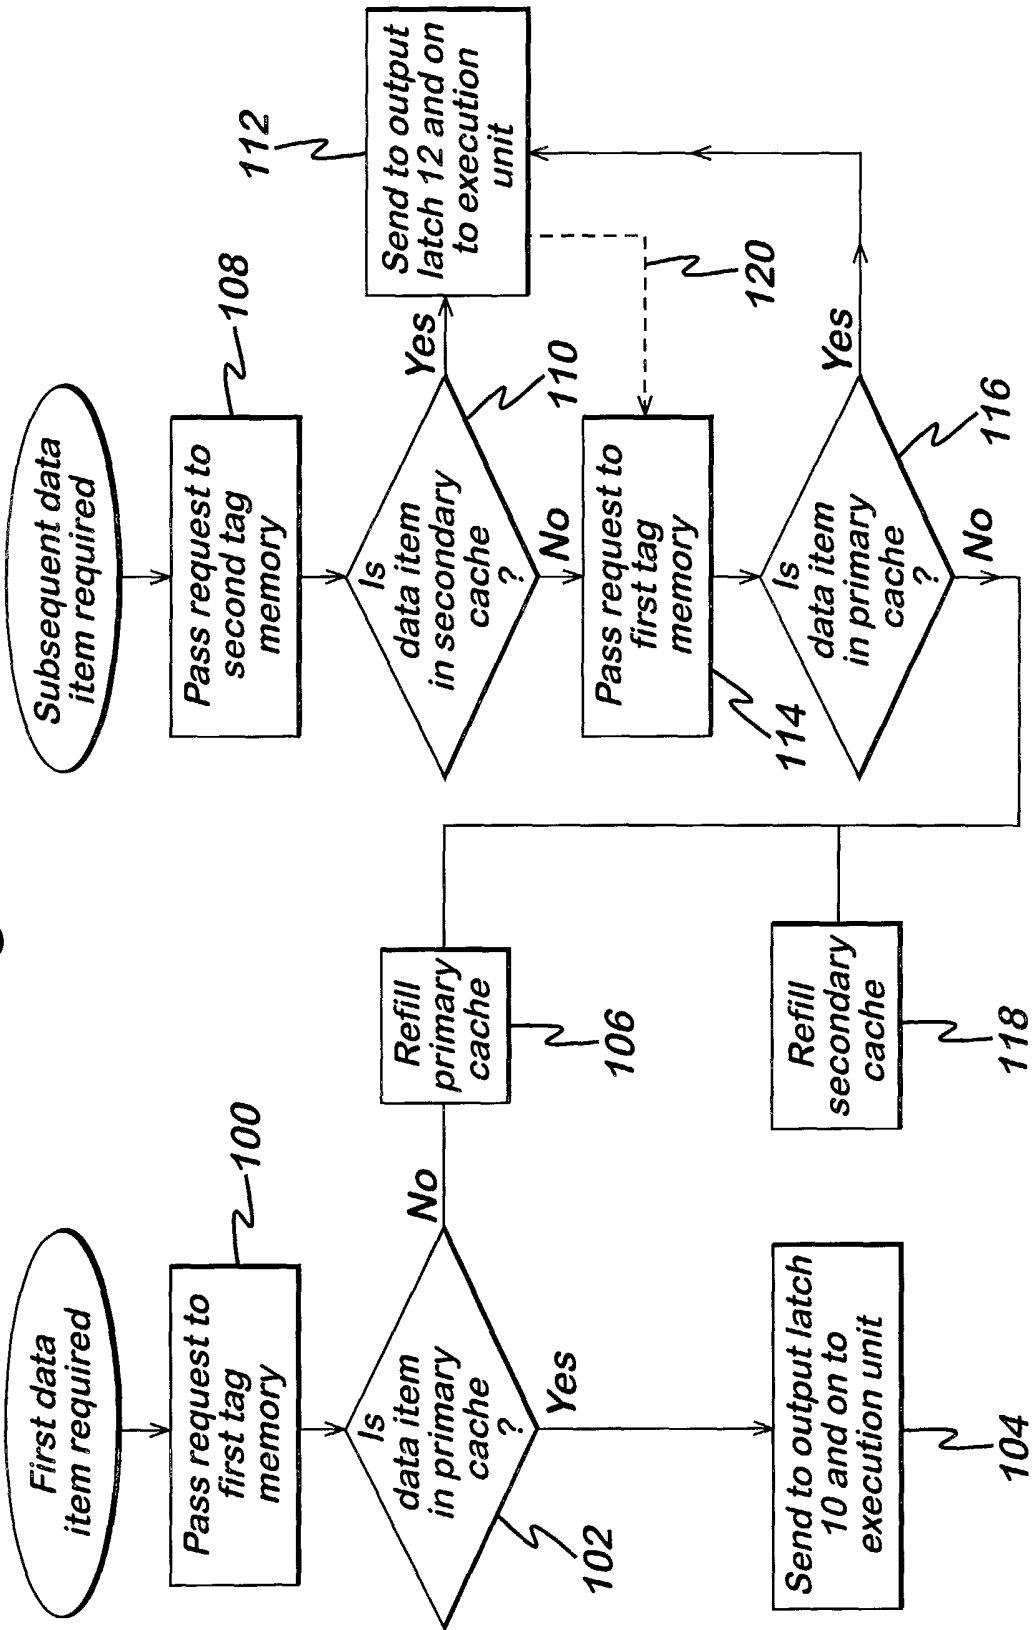 First data
item required
Pass request to
first tag
memory
100
Is
data item
in primary
cache
?
102
No
Yes
Refill
primary
cache
106
Send to output latch
10 and on to
execution unit
104
Subsequent data
item required
Pass request to
second tag
memory
108
Is
data item
in secondary
cache
?
110
Yes
No
Send to output
latch 12 and on
to execution
unit
112
120
Pass request to
first tag
memory
114
Is
data item
in primary
cache
?
116
Yes
No
Refill
secondary
cache
118